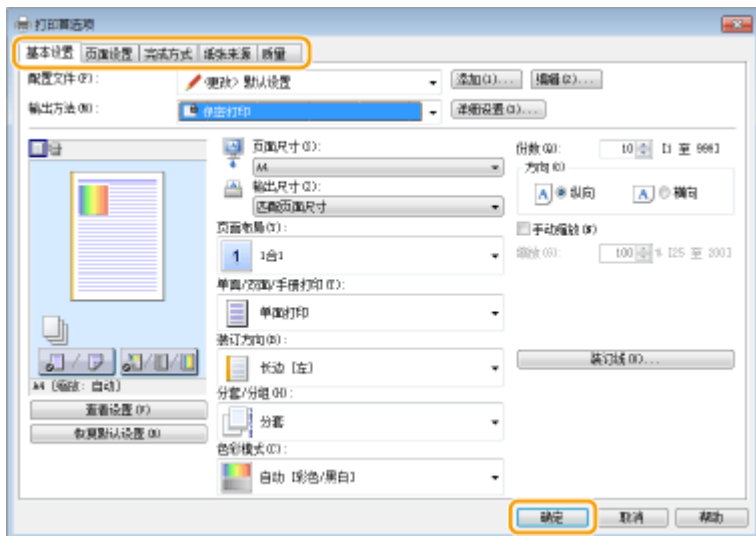 打印首选项
基本设置 页面设置 完成方式 纸张来源 质量
配置文件(F): <更改> 默认设置 添加(1)... 编辑(2)...
输出方法(M): 保密打印 详细设置(3)...
页面尺寸(S): 份数(Q): 10 [1 至 999]
A4 方向(O)
输出尺寸(Z): A 纵向 A 横向
匹配页面尺寸
页面布局(Y): 手动缩放(W)
1 1合1 缩放(G): 100 % [25 至 200]
单面/双面/手册打印(T):
单面打印
装订方向(B):
长边 [左] 装订线(X)...
A4 [缩放: 自动] 分套/分组(H):
查看设置(P) 分套
恢复默认设置
色彩模式(C):
自动 [彩色/黑白]
确定 取消 帮助